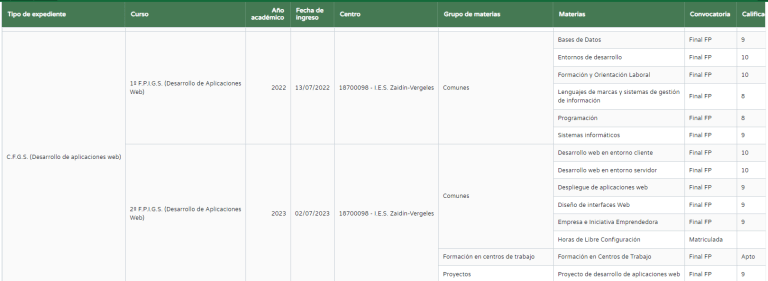 Tipo de expediente Curso Año académico Fecha de ingreso Centro Grupo de materias Materias Convocatoria Calificac
C.F.G.S. (Desarrollo de aplicaciones web)
1º F.P.I.G.S. (Desarrollo de Aplicaciones Web) 2022 13/07/2022 18700098 - I.E.S. Zaidín-Vergeles
Comunes
Bases de Datos Final FP 9
Entornos de desarrollo Final FP 10
Formación y Orientación Laboral Final FP 10
Lenguajes de marcas y sistemas de gestión de información Final FP 8
Programación Final FP 8
Sistemas informáticos Final FP 9
2º F.P.I.G.S. (Desarrollo de Aplicaciones Web) 2023 02/07/2023 18700098 - I.E.S. Zaidín-Vergeles
Comunes
Desarrollo web en entorno cliente Final FP 10
Desarrollo web en entorno servidor Final FP 10
Despliegue de aplicaciones web Final FP 9
Diseño de interfaces Web Final FP 9
Empresa e Iniciativa Emprendedora Final FP 9
Horas de Libre Configuración Matriculada
Formación en centros de trabajo Formación en Centros de Trabajo Final FP Apto
Proyectos Proyecto de desarrollo de aplicaciones web Final FP 9